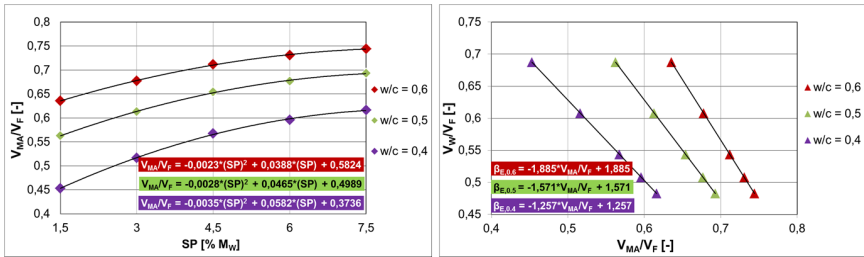 0,8
0,75
0,7
0,65
0,6
0,55
0,5
0,45
0,4
V_MA/V_F [-]
V_MA/V_F = -0,0023*(SP)² + 0,0388*(SP) + 0,5824
V_MA/V_F = -0,0028*(SP)² + 0,0465*(SP) + 0,4989
V_MA/V_F = -0,0035*(SP)² + 0,0582*(SP) + 0,3736
1,5 3 4,5 6 7,5
SP [% M_W]
w/c = 0,6
w/c = 0,5
w/c = 0,4
0,75
0,7
0,65
0,6
0,55
0,5
0,45
V_W/V_F [-]
β_E,0.6 = -1,885*V_MA/V_F + 1,885
β_E,0.5 = -1,571*V_MA/V_F + 1,571
β_E,0.4 = -1,257*V_MA/V_F + 1,257
0,4 0,5 0,6 0,7 0,8
V_MA/V_F [-]
w/c = 0,6
w/c = 0,5
w/c = 0,4